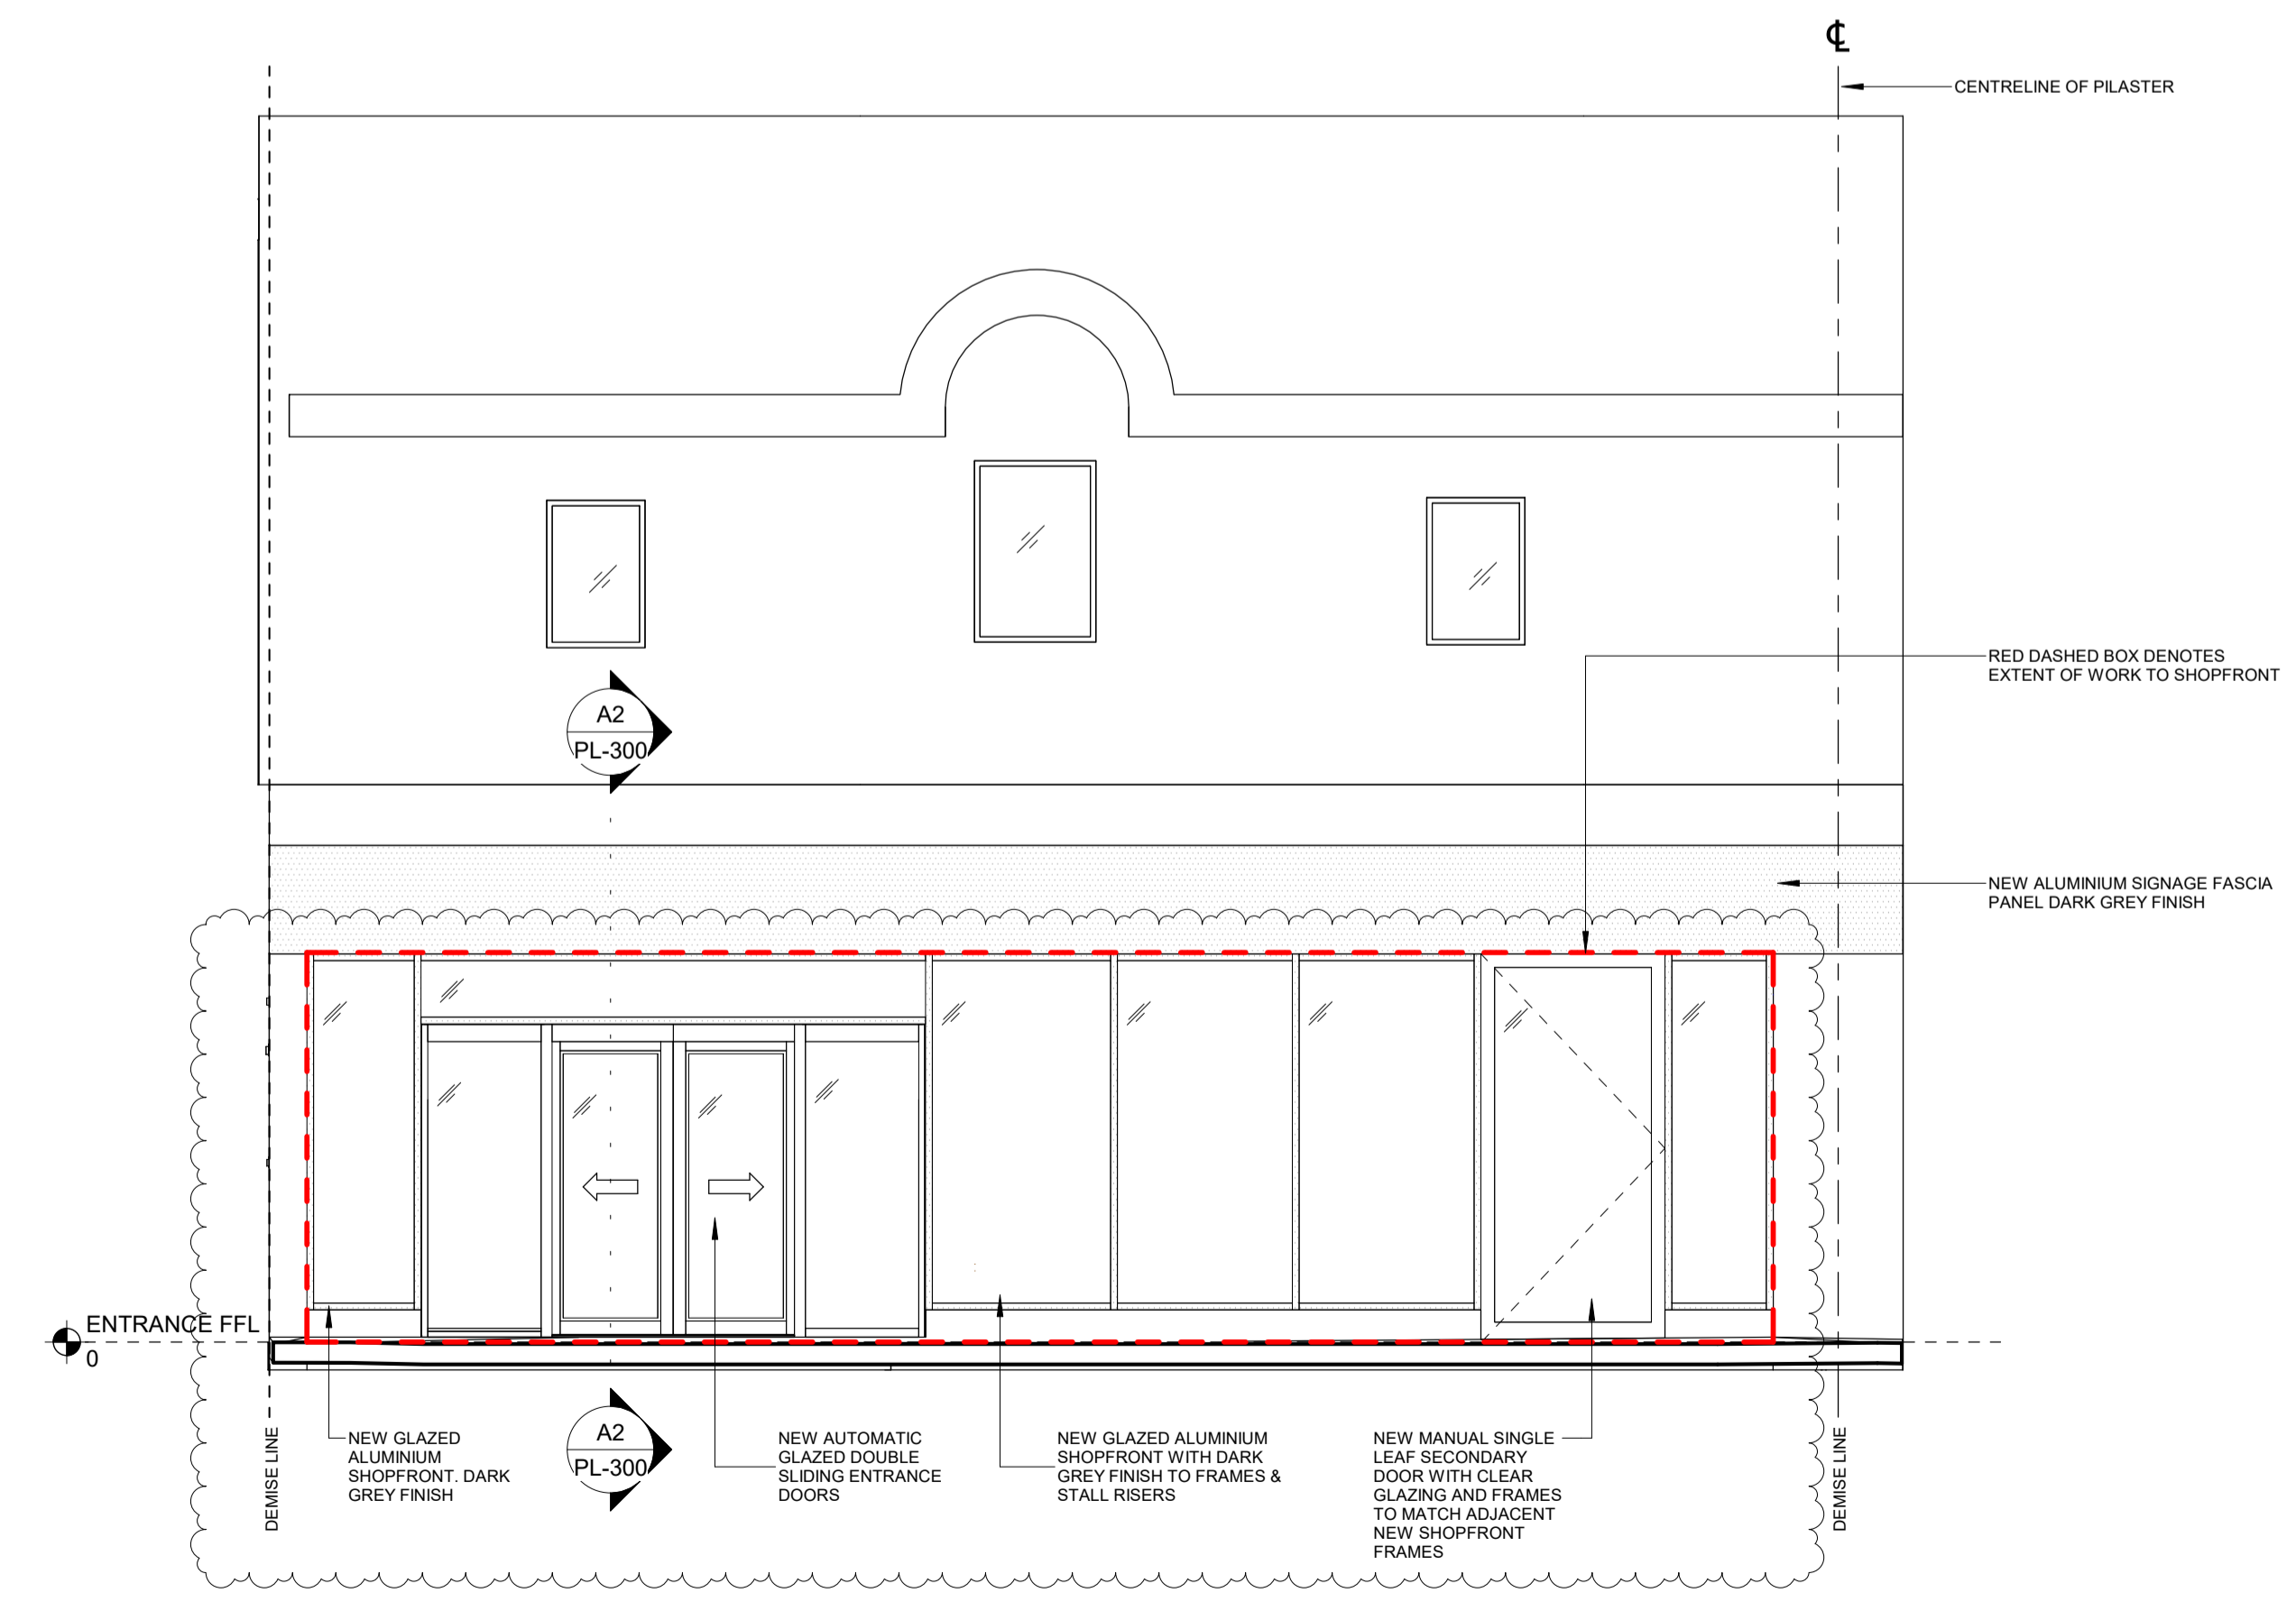 ℄
CENTRELINE OF PILASTER
RED DASHED BOX DENOTES
EXTENT OF WORK TO SHOPFRONT
A2
PL-300
NEW ALUMINIUM SIGNAGE FASCIA
PANEL DARK GREY FINISH
ENTRANCE FFL
0
DEMISE LINE
NEW GLAZED
ALUMINIUM
SHOPFRONT. DARK
GREY FINISH
A2
PL-300
NEW AUTOMATIC
GLAZED DOUBLE
SLIDING ENTRANCE
DOORS
NEW GLAZED ALUMINIUM
SHOPFRONT WITH DARK
GREY FINISH TO FRAMES &
STALL RISERS
NEW MANUAL SINGLE
LEAF SECONDARY
DOOR WITH CLEAR
GLAZING AND FRAMES
TO MATCH ADJACENT
NEW SHOPFRONT
FRAMES
DEMISE LINE